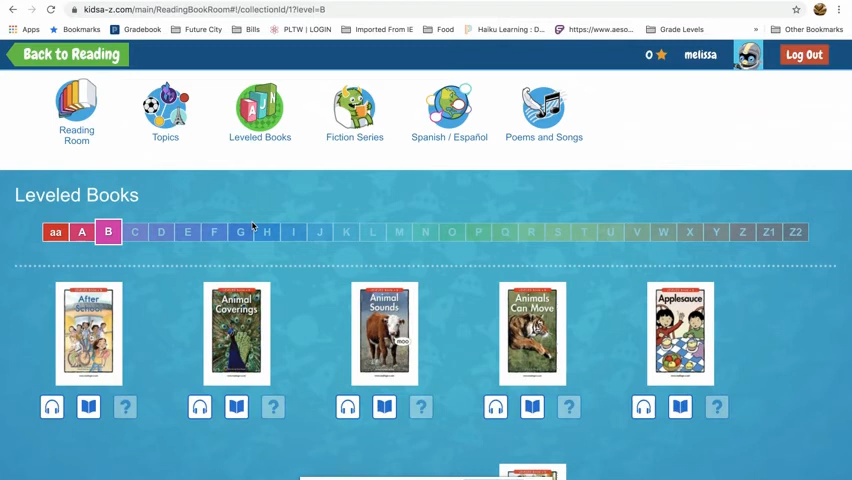 kidsa-z.com/main/ReadingBookRoom#!/collectionId/1?level=B
Apps Bookmarks Gradebook Future City Bills PLTW | LOGIN Imported From IE Food Haiku Learning : D... https://www.aeso... Grade Levels » Other Bookmarks
Back to Reading 0 melissa Log Out
Reading Room
Topics
Leveled Books
Fiction Series
Spanish / Español
Poems and Songs
Leveled Books
aa A B C D E F G H I J K L M N O P Q R S T U V W X Y Z Z1 Z2
After School
Animal Coverings
Animal Sounds
moo
Animals Can Move
Applesauce
? ? ? ? ?